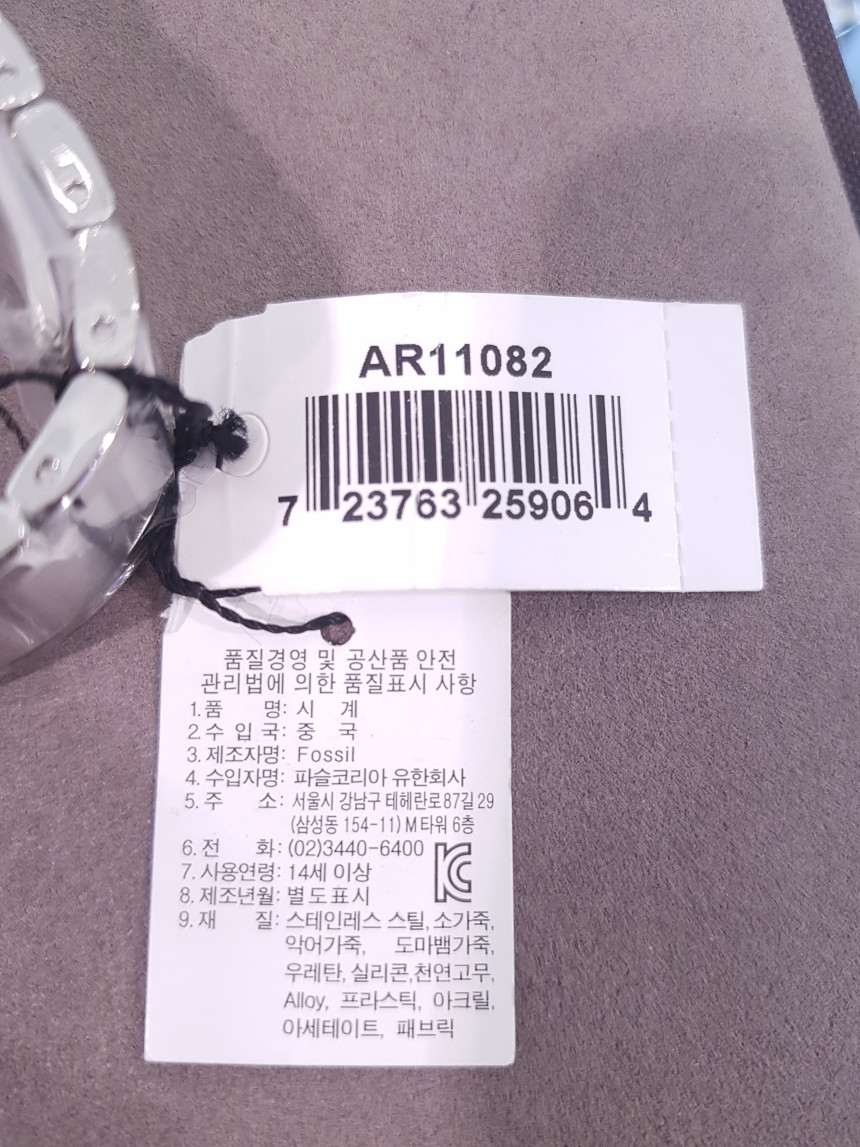 AR11082
7 23763 25906 4
품질경영 및 공산품 안전
관리법에 의한 품질표시 사항
1. 품 명: 시 계
2. 수 입 국: 중 국
3. 제조자명: Fossil
4. 수입자명: 파슬코리아 유한회사
5. 주 소: 서울시 강남구 테헤란로87길 29
(삼성동 154-11) M타워 6층
6. 전 화: (02)3440-6400
7. 사용연령: 14세 이상
8. 제조년월: 별도표시
9. 재 질: 스테인레스 스틸, 소가죽,
악어가죽, 도마뱀가죽,
우레탄, 실리콘, 천연고무,
Alloy, 프라스틱, 아크릴,
아세테이트, 패브릭